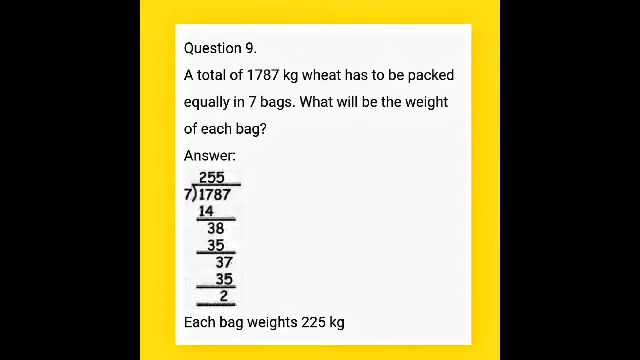 Question 9.
A total of 1787 kg wheat has to be packed
equally in 7 bags. What will be the weight
of each bag?
Answer:
255
7)1787
14
38
35
37
35
2
Each bag weights 225 kg